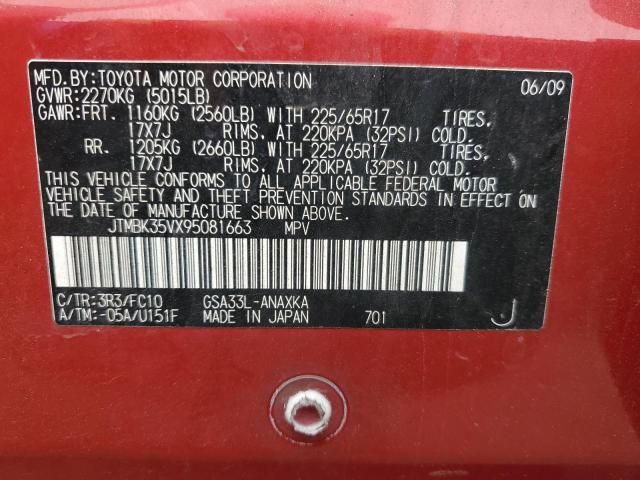 MFD.BY:TOYOTA MOTOR CORPORATION 06/09
GVWR:2270KG (5015LB)
GAWR:FRT. 1160KG (2560LB) WITH 225/65R17 TIRES,
17X7J RIMS, AT 220KPA (32PSI) COLD.
RR. 1205KG (2660LB) WITH 225/65R17 TIRES,
17X7J RIMS, AT 220KPA (32PSI) COLD.
THIS VEHICLE CONFORMS TO ALL APPLICABLE FEDERAL MOTOR
VEHICLE SAFETY AND THEFT PREVENTION STANDARDS IN EFFECT ON
THE DATE OF MANUFACTURE SHOWN ABOVE.
JTMBK35VX95081663 MPV
C/TR:3R3/FC10 GSA33L-ANAXKA
A/TM:-05A/U151F MADE IN JAPAN 701 J